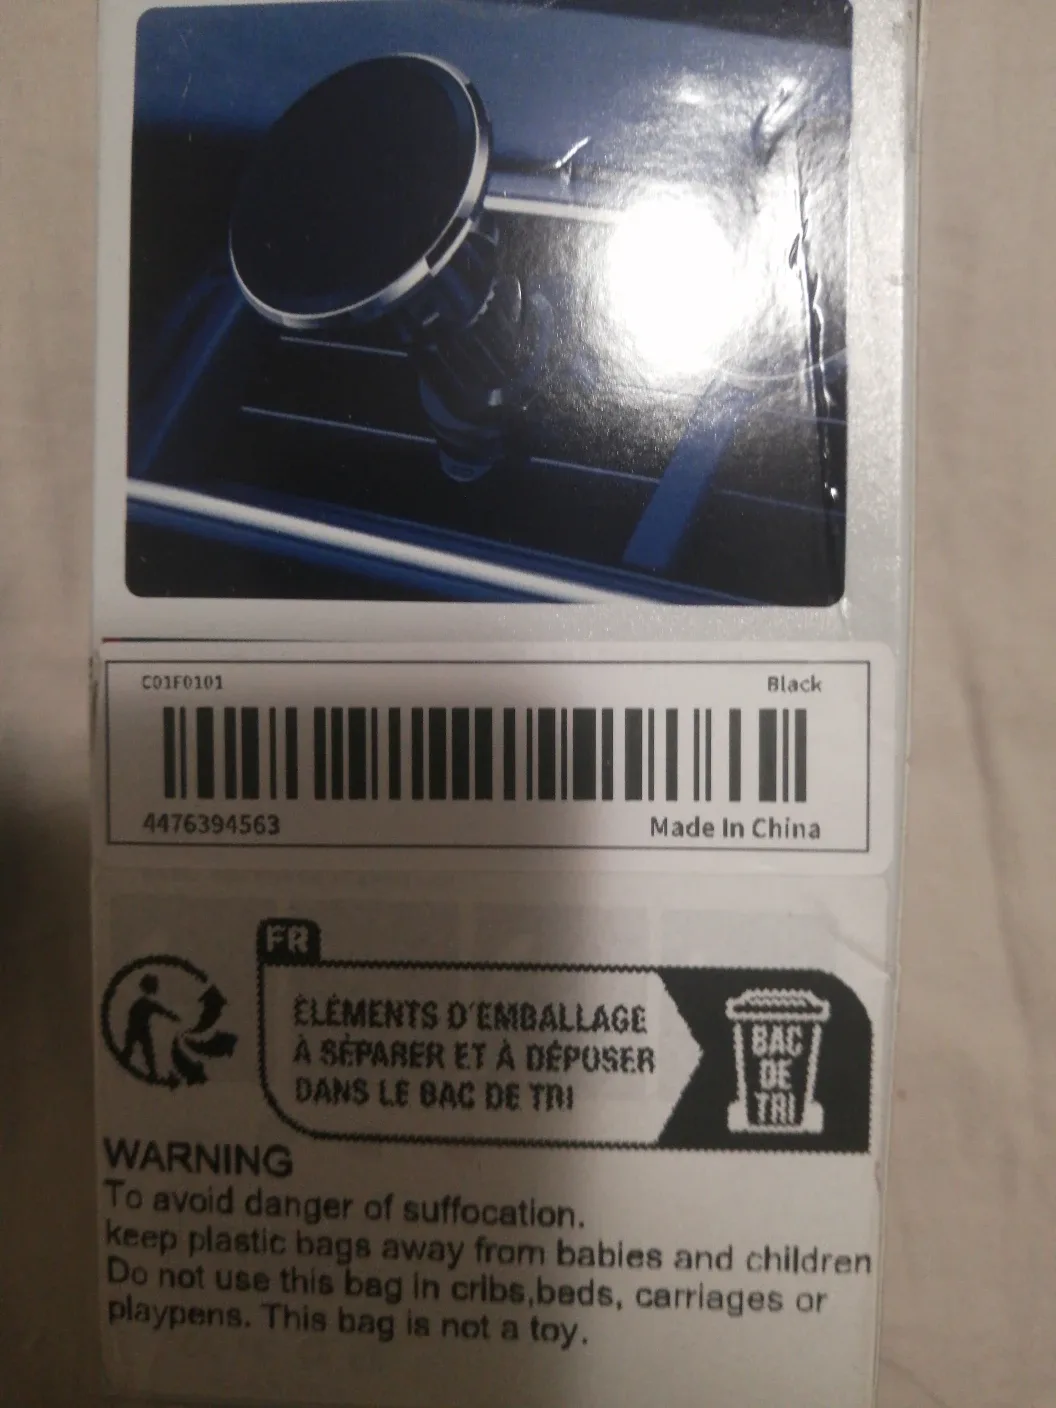 C01F0101
Black
4476394563
Made In China
FR
ÉLÉMENTS D'EMBALLAGE
À SÉPARER ET À DÉPOSER
DANS LE BAC DE TRI
BAC
DE
TRI
WARNING
To avoid danger of suffocation.
keep plastic bags away from babies and children
Do not use this bag in cribs,beds, carriages or
playpens. This bag is not a toy.